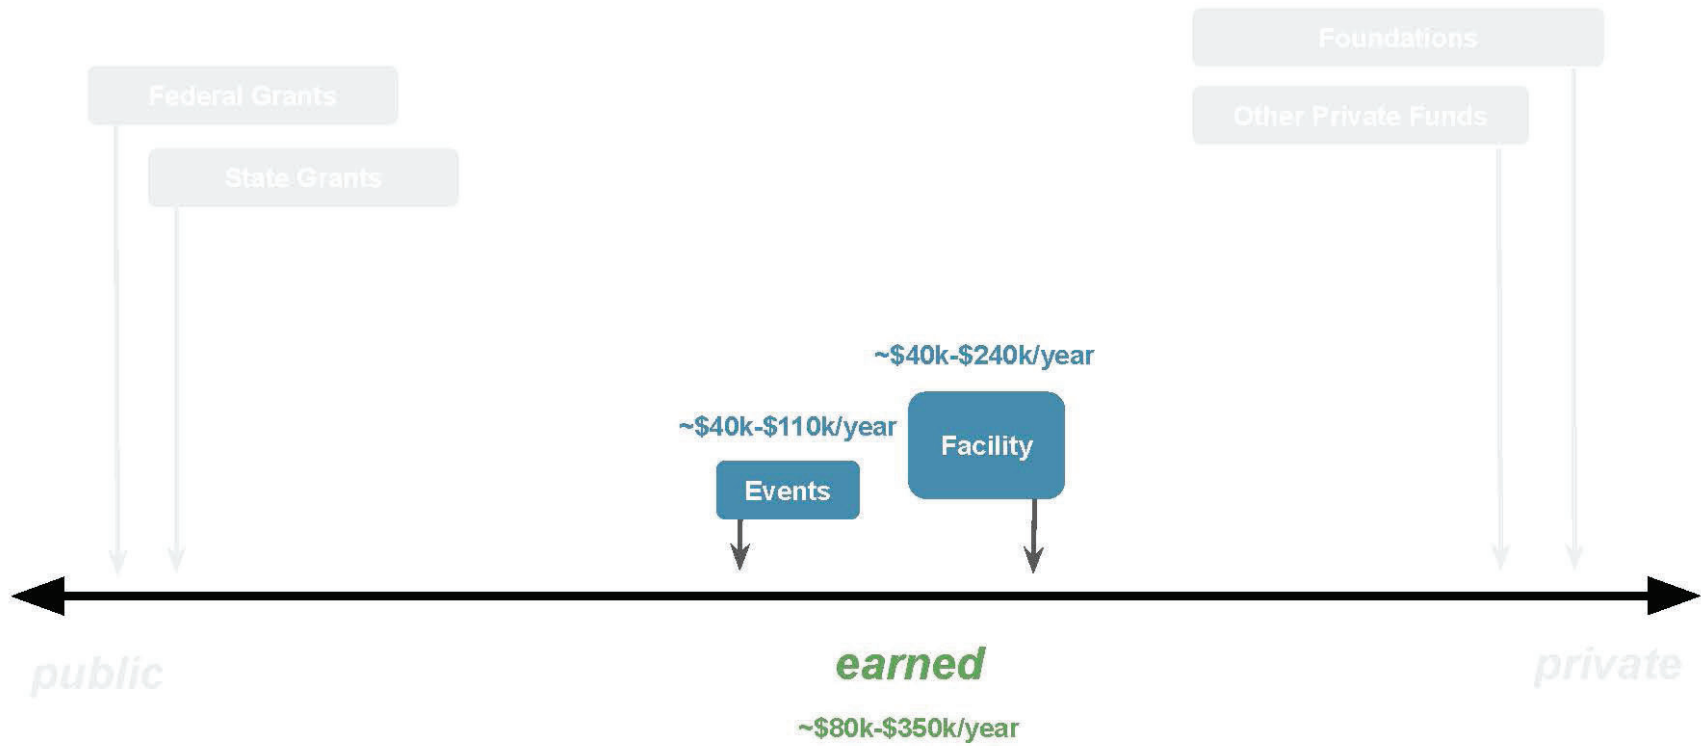 Foundations
Federal Grants
Other Private Funds
State Grants
~$40k-$240k/year
~$40k-$110k/year
Facility
Events
public
earned
private
~$80k-$350k/year